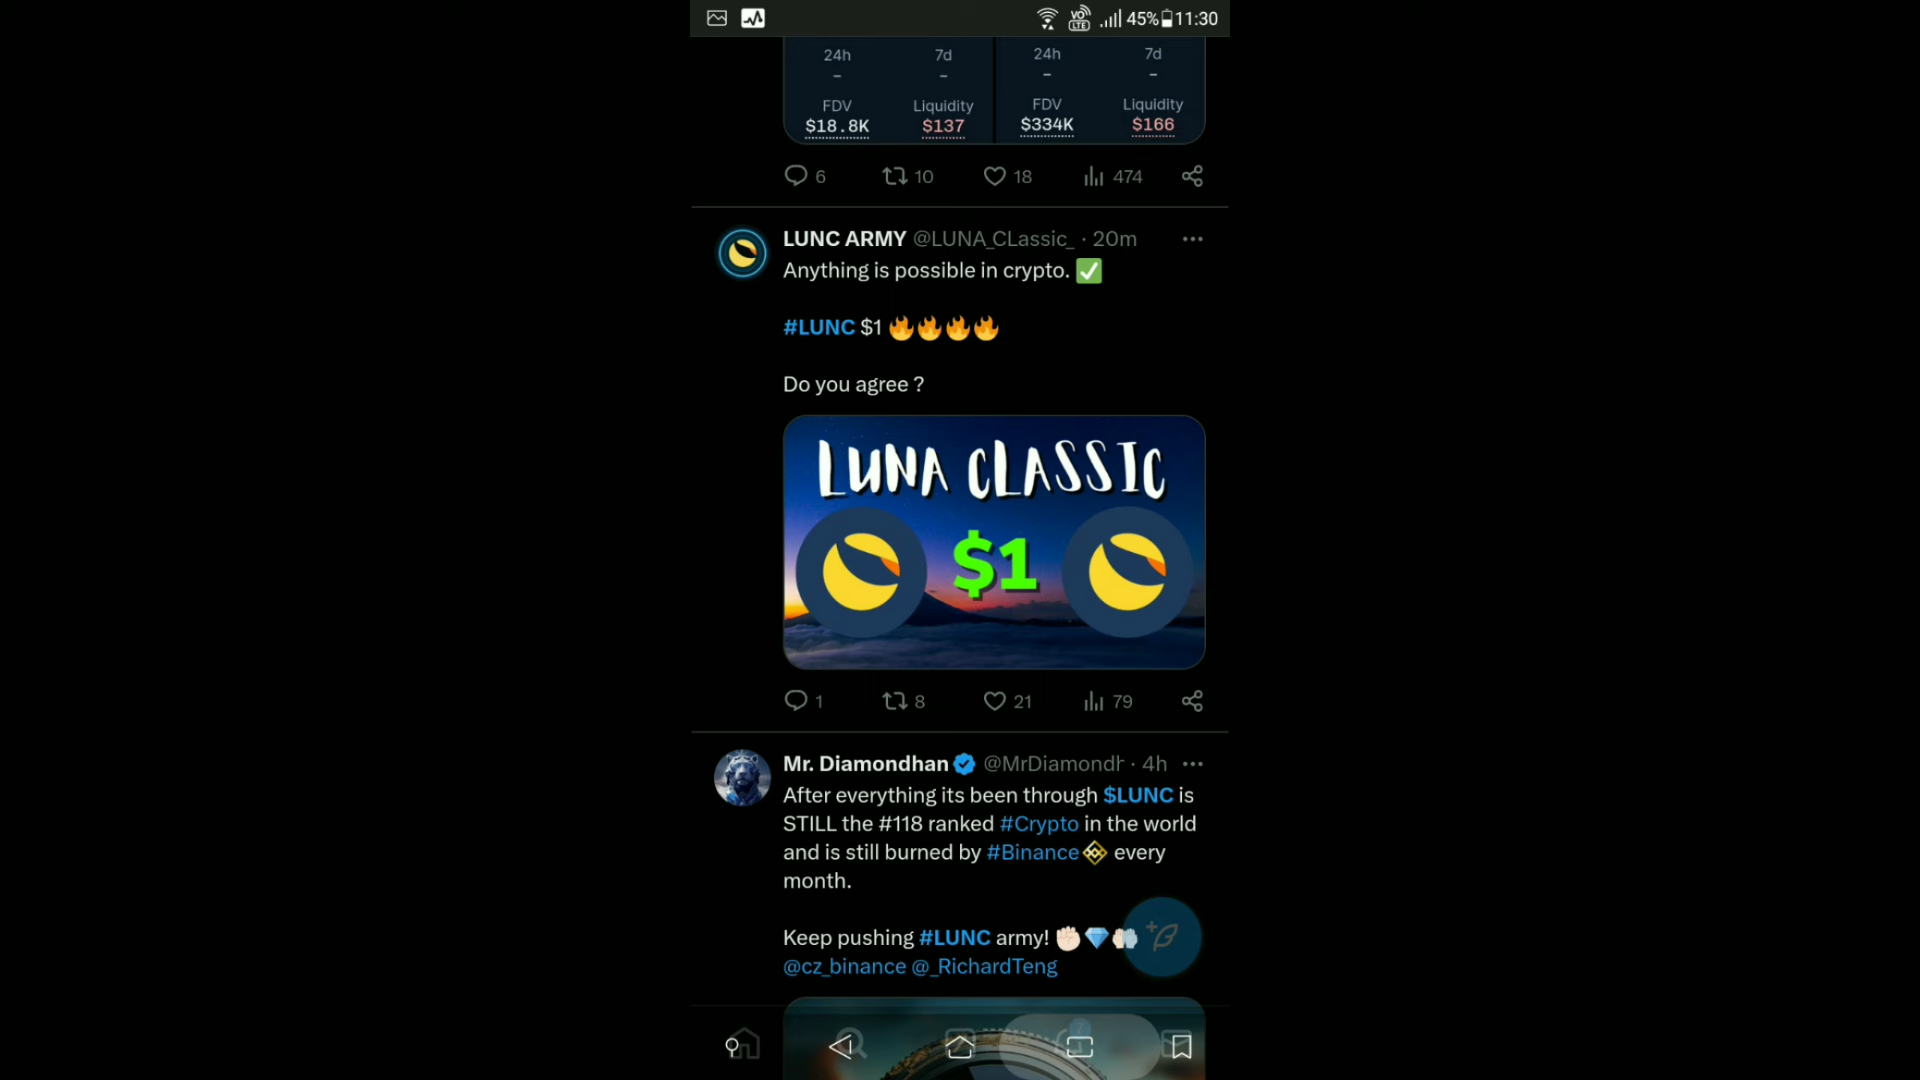 VO LTE 45% 11:30
24h 7d 24h 7d
- - - -
FDV Liquidity FDV Liquidity
$18.8K $137 $334K $166
6 10 18 474
LUNC ARMY @LUNA_CLassic_ · 20m
Anything is possible in crypto. ✅
#LUNC $1 🔥🔥🔥🔥
Do you agree ?
LUNA CLASSIC
$1
1 8 21 79
Mr. Diamondhan @MrDiamondh · 4h
After everything its been through $LUNC is
STILL the #118 ranked #Crypto in the world
and is still burned by #Binance every
month.
Keep pushing #LUNC army! ✊🏻💎🙌🏻
@cz_binance @_RichardTeng
7